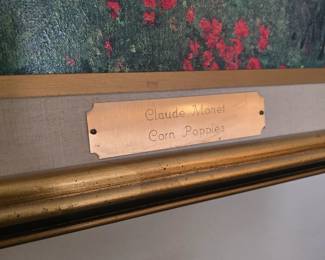 Claude Monet
Corn Poppies